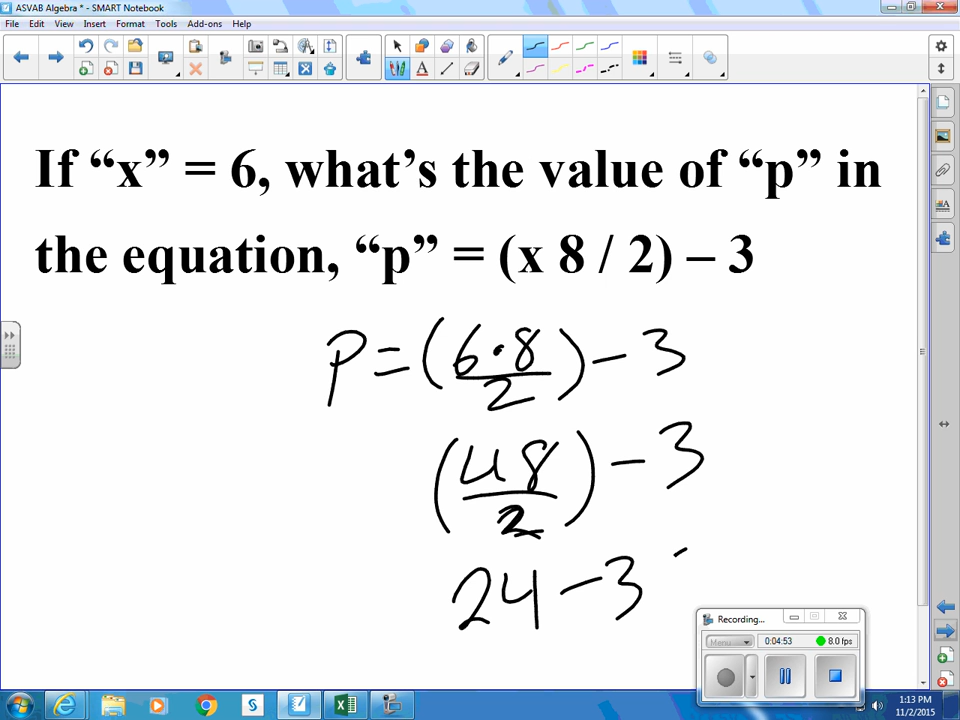 ASVAB Algebra * - SMART Notebook
File Edit View Insert Format Tools Add-ons Help
If “x” = 6, what’s the value of “p” in
the equation, “p” = (x 8 / 2) – 3
P = (6•8/2) – 3
(48/2) – 3
24 – 3
Recording...
Menu 0:04:53 8.0 fps
1:13 PM
11/2/2015